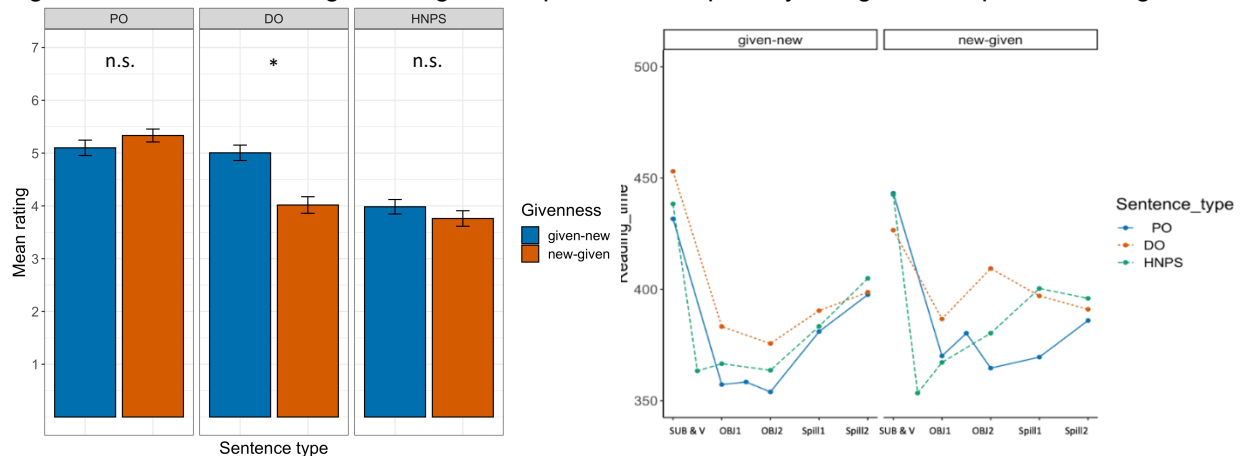 PO
DO
HNPS
n.s.
*
n.s.
7
6
5
4
3
2
1
Mean rating
Sentence type
Givenness
given-new
new-given
given-new
new-given
500
450
400
350
Reading_time
SUB & V
OBJ1
OBJ2
Spill1
Spill2
SUB & V
OBJ1
OBJ2
Spill1
Spill2
Sentence_type
PO
DO
HNPS